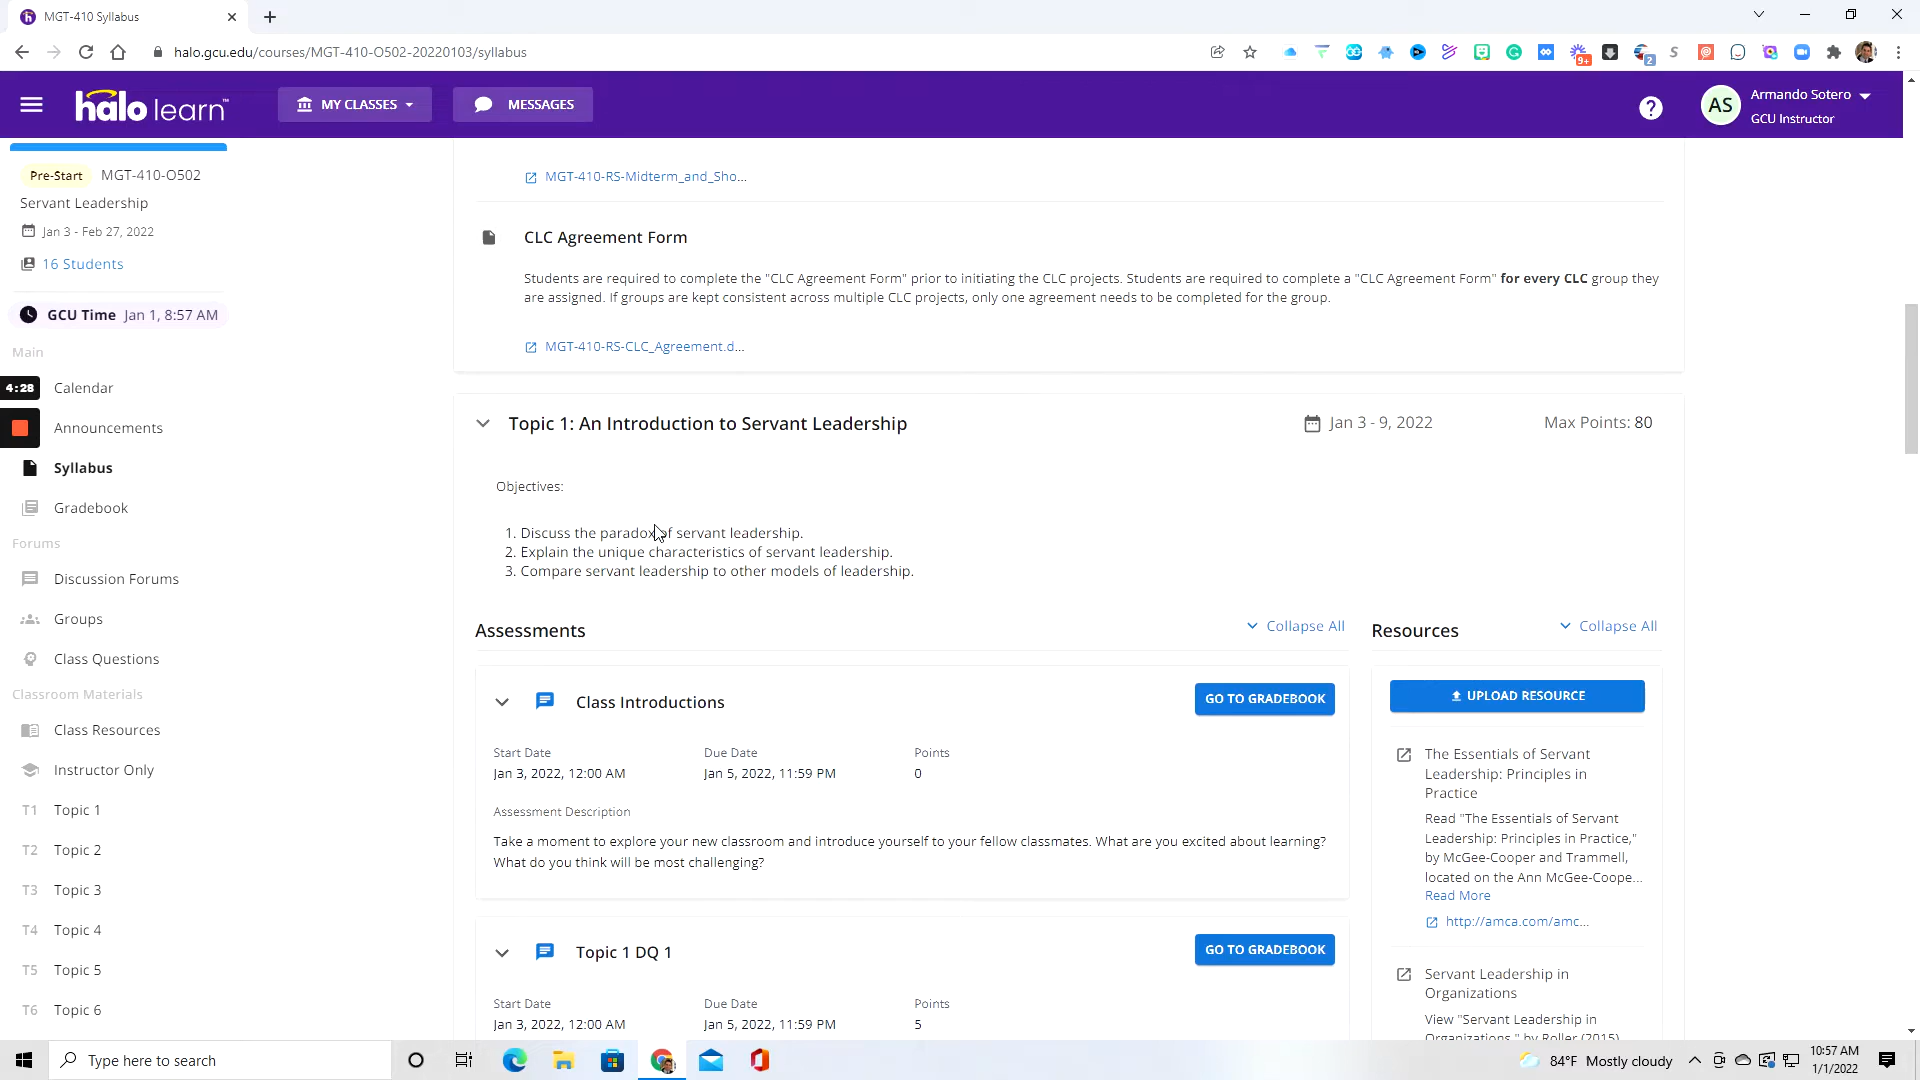 MGT-410 Syllabus
halo.gcu.edu/courses/MGT-410-O502-20220103/syllabus
9+
2
S
halo learn™
MY CLASSES
MESSAGES
?
AS
Armando Sotero
GCU Instructor
Pre-Start MGT-410-O502
Servant Leadership
Jan 3 - Feb 27, 2022
16 Students
GCU Time Jan 1, 8:57 AM
Main
4:28
Calendar
Announcements
Syllabus
Gradebook
Forums
Discussion Forums
Groups
Class Questions
Classroom Materials
Class Resources
Instructor Only
T1 Topic 1
T2 Topic 2
T3 Topic 3
T4 Topic 4
T5 Topic 5
T6 Topic 6
MGT-410-RS-Midterm_and_Sho...
CLC Agreement Form
Students are required to complete the "CLC Agreement Form" prior to initiating the CLC projects. Students are required to complete a "CLC Agreement Form" for every CLC group they
are assigned. If groups are kept consistent across multiple CLC projects, only one agreement needs to be completed for the group.
MGT-410-RS-CLC_Agreement.d...
Topic 1: An Introduction to Servant Leadership
Jan 3 - 9, 2022
Max Points: 80
Objectives:
1. Discuss the paradox of servant leadership.
2. Explain the unique characteristics of servant leadership.
3. Compare servant leadership to other models of leadership.
Assessments
Collapse All
Class Introductions
GO TO GRADEBOOK
Start Date Due Date Points
Jan 3, 2022, 12:00 AM Jan 5, 2022, 11:59 PM 0
Assessment Description
Take a moment to explore your new classroom and introduce yourself to your fellow classmates. What are you excited about learning?
What do you think will be most challenging?
Topic 1 DQ 1
GO TO GRADEBOOK
Start Date Due Date Points
Jan 3, 2022, 12:00 AM Jan 5, 2022, 11:59 PM 5
Resources
Collapse All
UPLOAD RESOURCE
The Essentials of Servant
Leadership: Principles in
Practice
Read "The Essentials of Servant
Leadership: Principles in Practice,"
by McGee-Cooper and Trammell,
located on the Ann McGee-Coope...
Read More
http://amca.com/amc...
Servant Leadership in
Organizations
View "Servant Leadership in
Organizations," by Roller (2015)
Type here to search
84°F Mostly cloudy
10:57 AM
1/1/2022